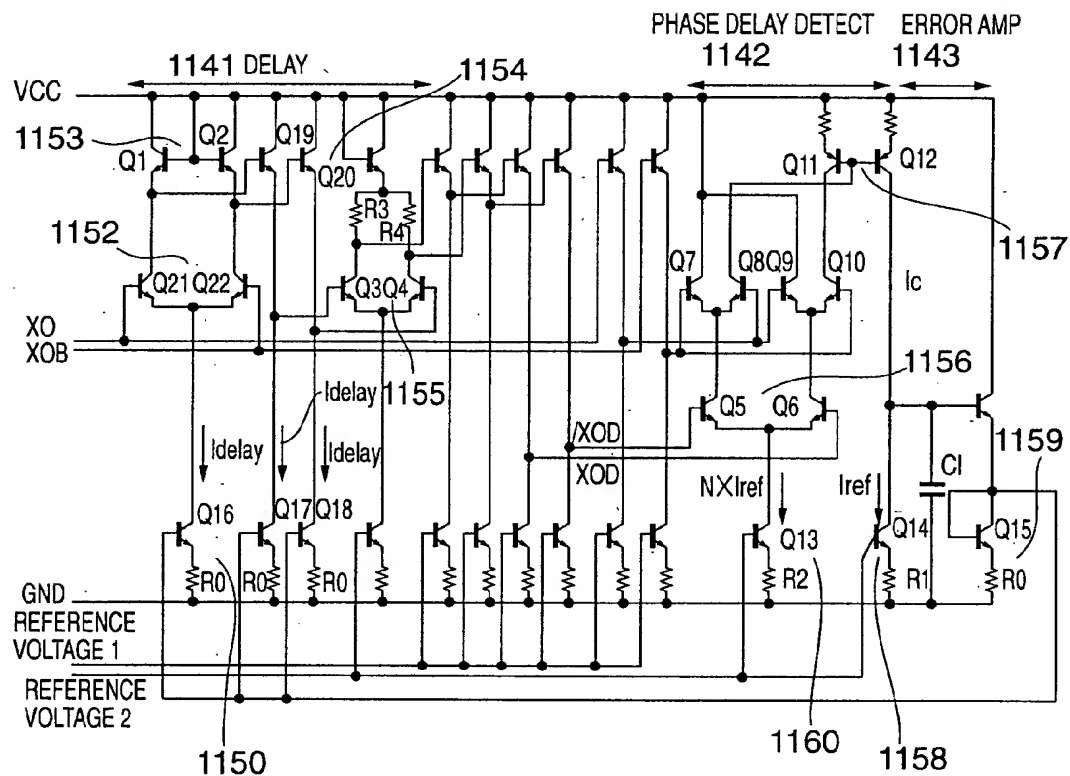 PHASE DELAY DETECT ERROR AMP
1142 1143
1141 DELAY 1154
VCC
1153
Q1 Q2 Q19
Q20
Q11 Q12
R3
R4
1157
1152
Q21 Q22 Q3 Q4 Q7 Q8 Q9 Q10 Ic
XO
XOB
1155
1156
Idelay
Q5 Q6
/XOD
XOD
1159
Idelay Idelay
NXIref Iref CI
Q16 Q17 Q18 Q13 Q14 Q15
R0 R0 R0 R2 R1 R0
GND
REFERENCE
VOLTAGE 1
REFERENCE
VOLTAGE 2
1150 1160 1158